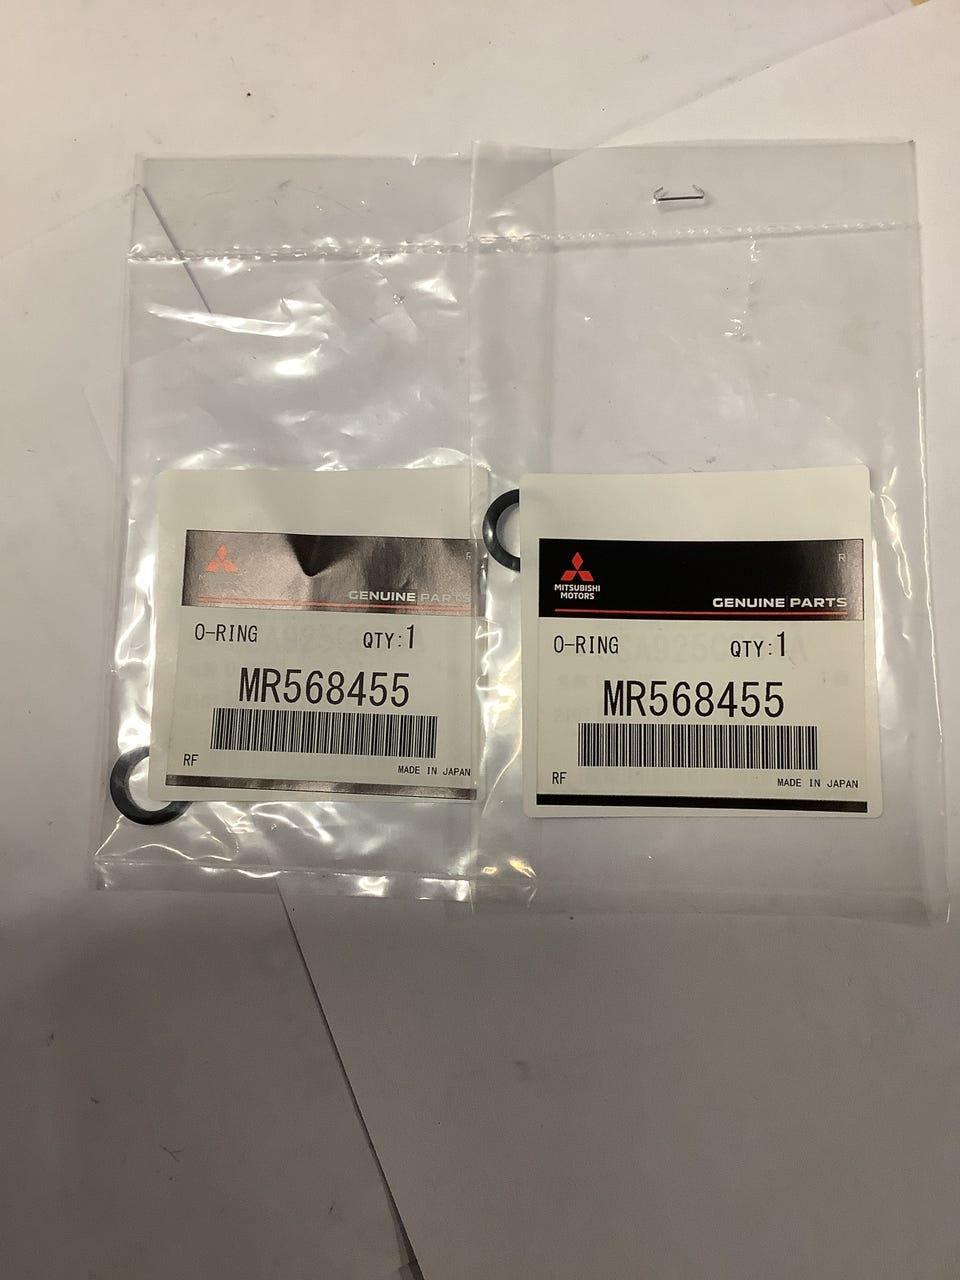 R
GENUINE PARTS
O-RING QTY:1
MR568455
RF
MADE IN JAPAN
R
MITSUBISHI
MOTORS
GENUINE PARTS
O-RING QTY:1
MR568455
RF
MADE IN JAPAN